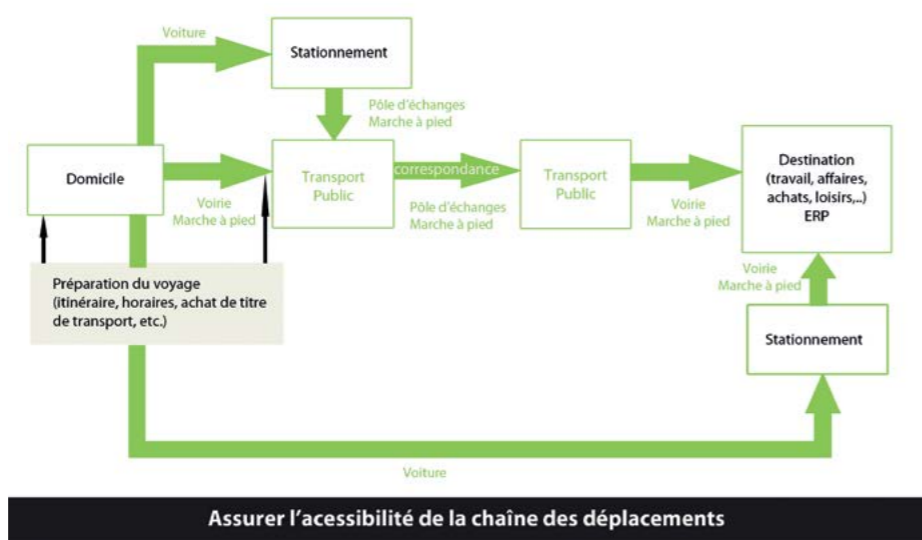 Voiture
Stationnement
Pôle d'échanges
Marche à pied
Domicile
Voirie
Marche à pied
Transport
Public
correspondance
Pôle d'échanges
Marche à pied
Transport
Public
Voirie
Marche à pied
Destination
(travail, affaires,
achats, loisirs,...)
ERP
Préparation du voyage
(itinéraire, horaires, achat de titre
de transport, etc.)
Voirie
Marche à pied
Stationnement
Voiture
Assurer l'acessibilité de la chaîne des déplacements